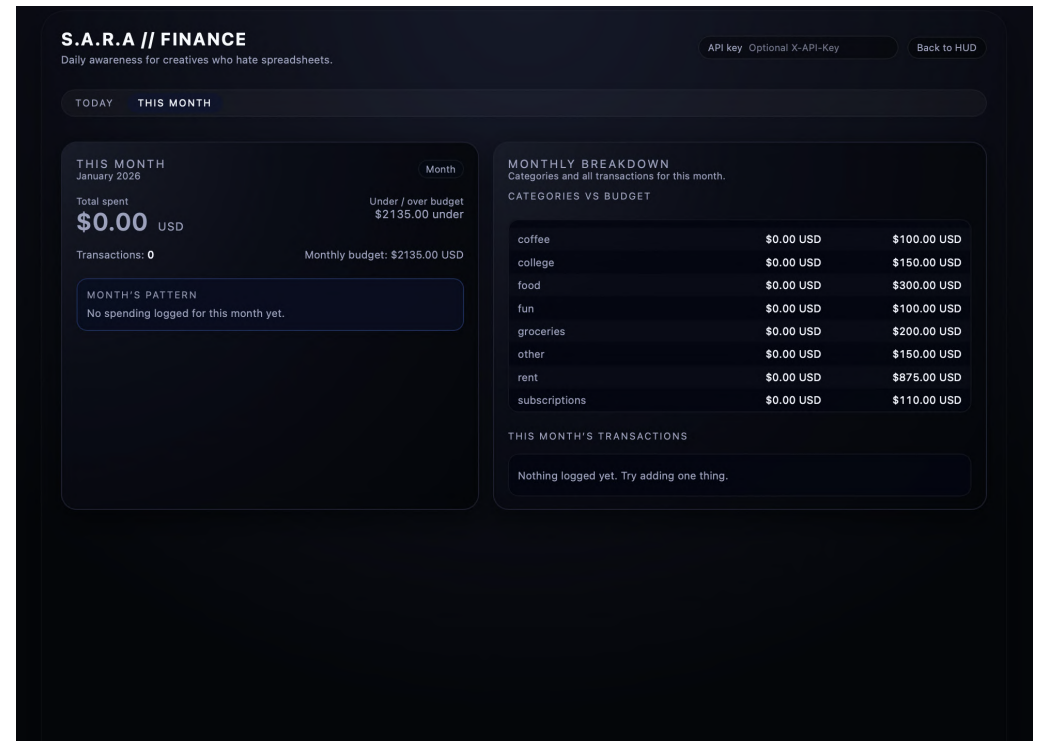 S.A.R.A // FINANCE
Daily awareness for creatives who hate spreadsheets.
API key Optional X-API-Key
Back to HUD
TODAY THIS MONTH
THIS MONTH
January 2026
Month
Total spent
$0.00 USD
Under / over budget
$2135.00 under
Transactions: 0
Monthly budget: $2135.00 USD
MONTH'S PATTERN
No spending logged for this month yet.
MONTHLY BREAKDOWN
Categories and all transactions for this month.
CATEGORIES VS BUDGET
coffee $0.00 USD $100.00 USD
college $0.00 USD $150.00 USD
food $0.00 USD $300.00 USD
fun $0.00 USD $100.00 USD
groceries $0.00 USD $200.00 USD
other $0.00 USD $150.00 USD
rent $0.00 USD $875.00 USD
subscriptions $0.00 USD $110.00 USD
THIS MONTH'S TRANSACTIONS
Nothing logged yet. Try adding one thing.